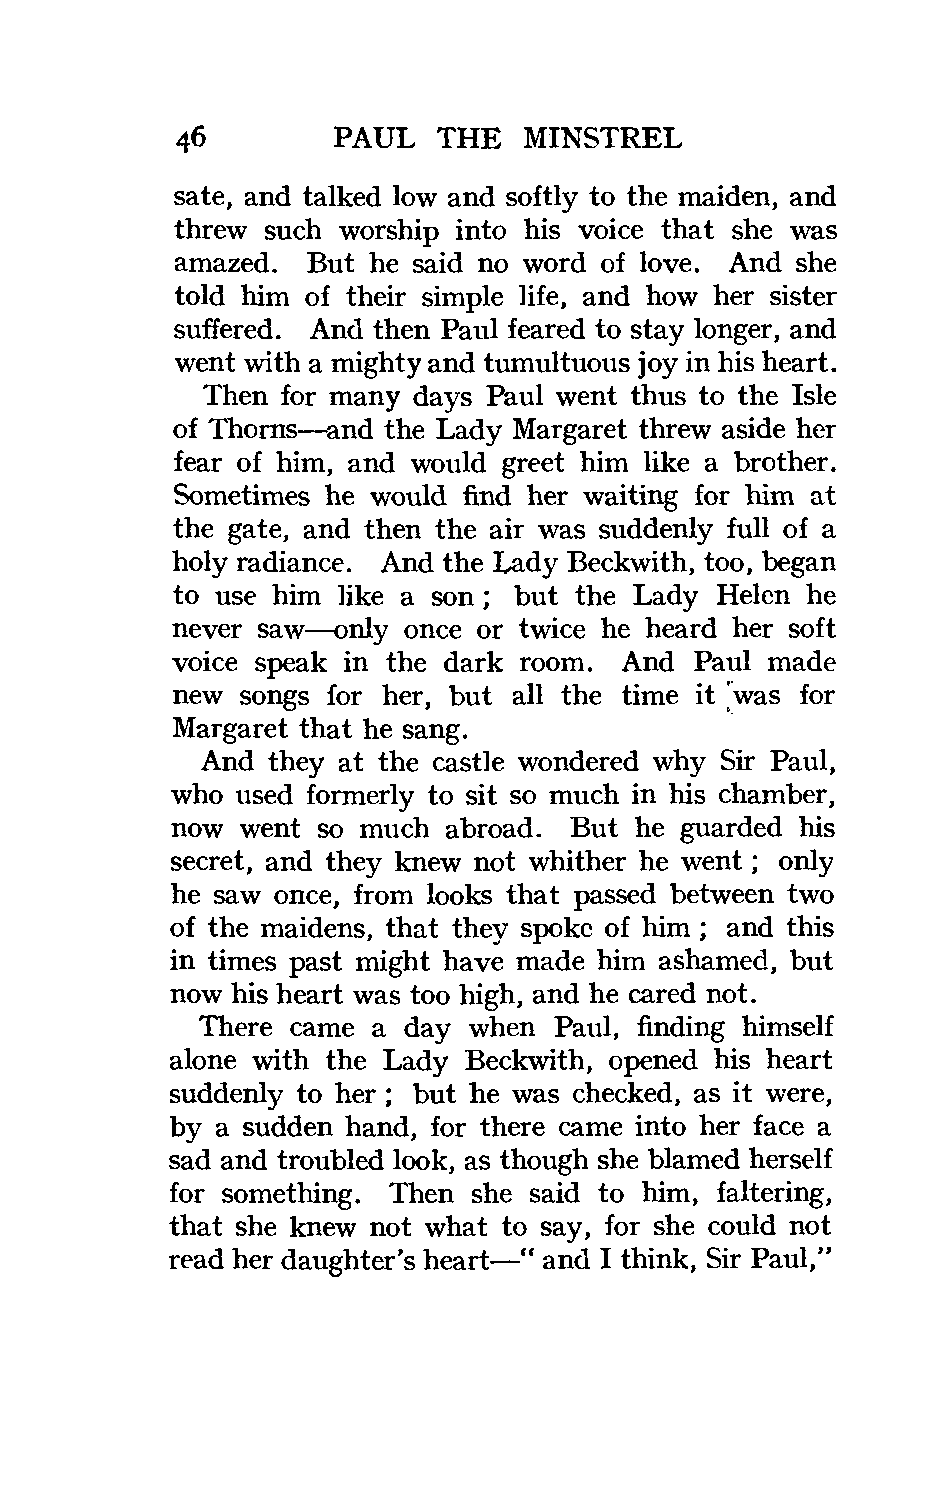 46 PAUL THE MINSTREL
sate, and talked low and softly to the maiden, and
threw such worship into his voice that she was
amazed. But he said no word of love. And she
told him of their simple life, and how her sister
suffered. And then Paul feared to stay longer, and
went with a mighty and tumultuous joy in his heart.
Then for many days Paul went thus to the Isle
of Thorns—and the Lady Margaret threw aside her
fear of him, and would greet him like a brother.
Sometimes he would find her waiting for him at
the gate, and then the air was suddenly full of a
holy radiance. And the Lady Beckwith, too, began
to use him like a son ; but the Lady Helen he
never saw—only once or twice he heard her soft
voice speak in the dark room. And Paul made
new songs for her, but all the time it was for
Margaret that he sang.
And they at the castle wondered why Sir Paul,
who used formerly to sit so much in his chamber,
now went so much abroad. But he guarded his
secret, and they knew not whither he went ; only
he saw once, from looks that passed between two
of the maidens, that they spoke of him ; and this
in times past might have made him ashamed, but
now his heart was too high, and he cared not.
There came a day when Paul, finding himself
alone with the Lady Beckwith, opened his heart
suddenly to her ; but he was checked, as it were,
by a sudden hand, for there came into her face a
sad and troubled look, as though she blamed herself
for something. Then she said to him, faltering,
that she knew not what to say, for she could not
read her daughter's heart—“ and I think, Sir Paul,”